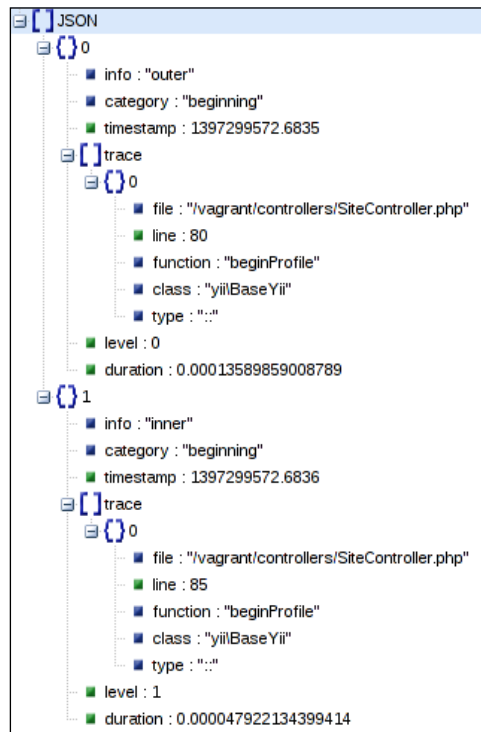 [ ] JSON
{ } 0
info : "outer"
category : "beginning"
timestamp : 1397299572.6835
[ ] trace
{ } 0
file : "/vagrant/controllers/SiteController.php"
line : 80
function : "beginProfile"
class : "yii\BaseYii"
type : "::"
level : 0
duration : 0.00013589859008789
{ } 1
info : "inner"
category : "beginning"
timestamp : 1397299572.6836
[ ] trace
{ } 0
file : "/vagrant/controllers/SiteController.php"
line : 85
function : "beginProfile"
class : "yii\BaseYii"
type : "::"
level : 1
duration : 0.000047922134399414